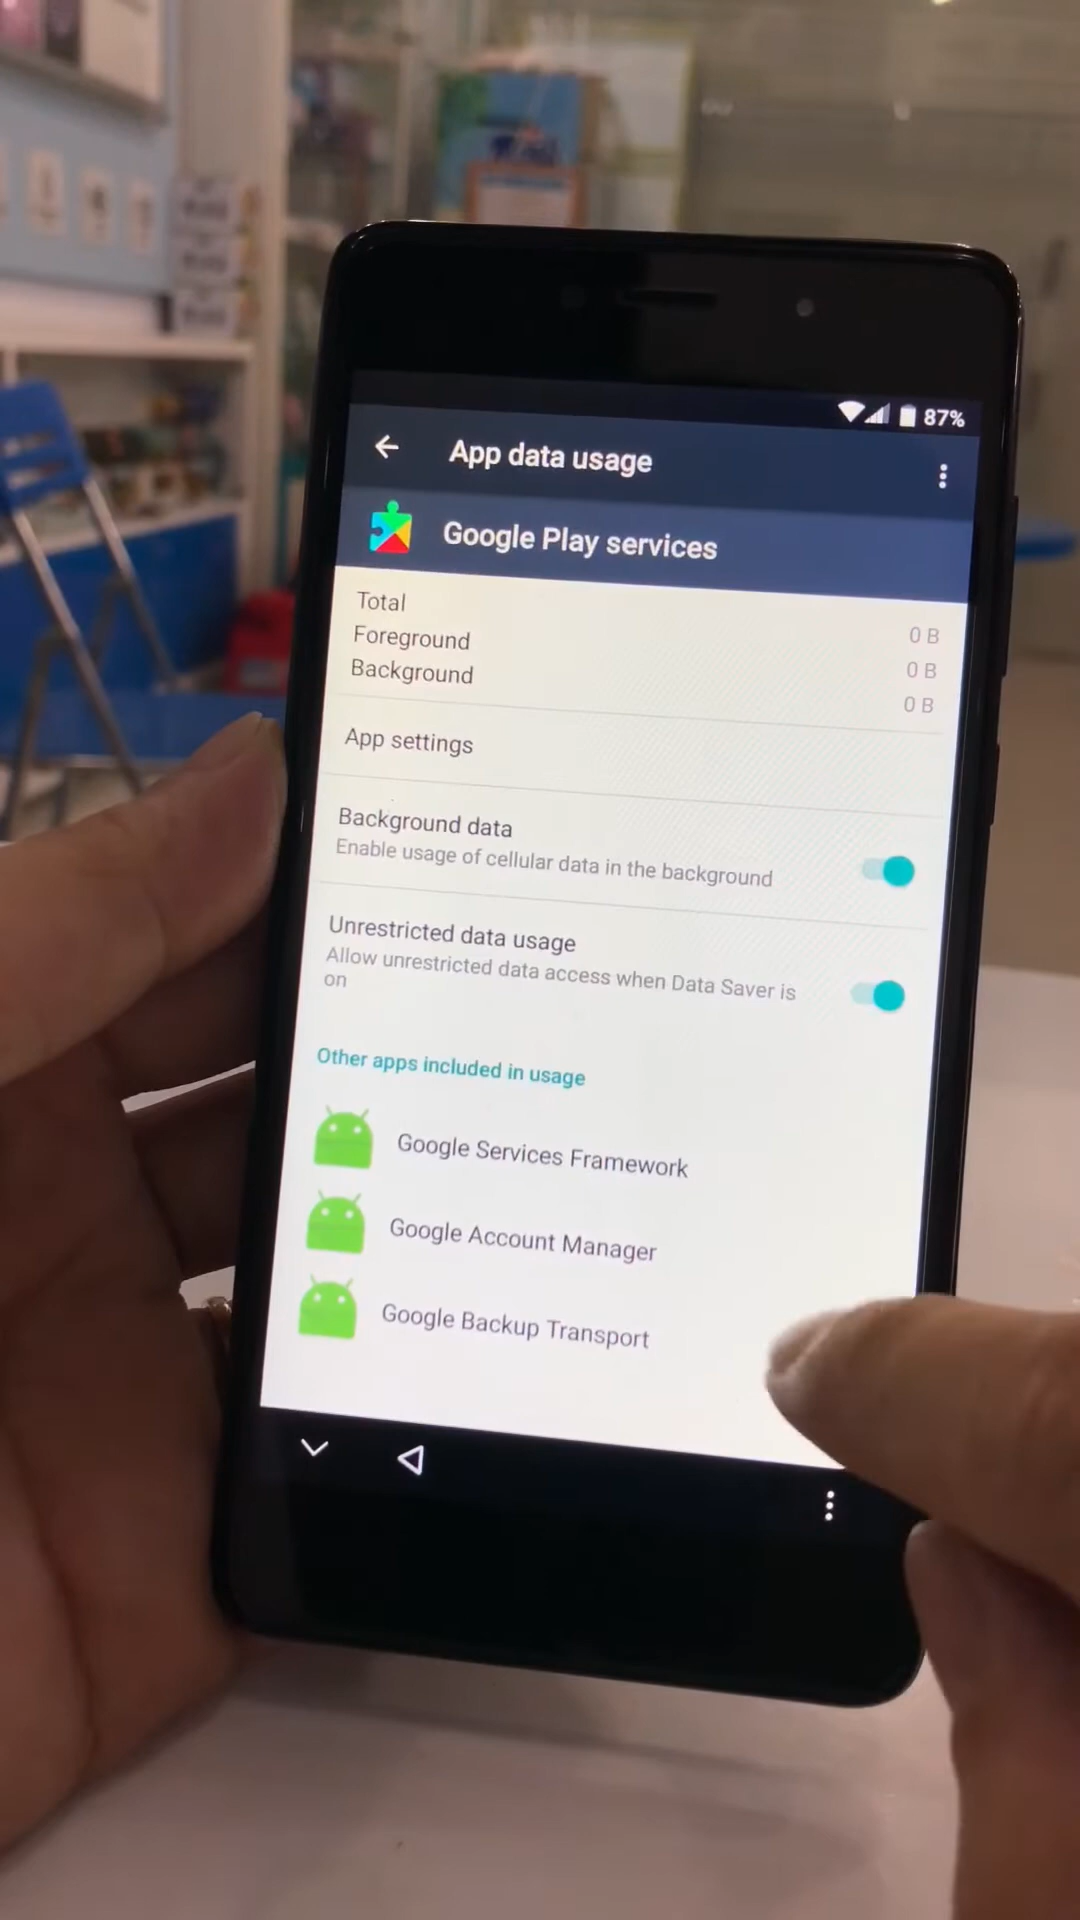 87%
App data usage
Google Play services
Total
0 B
Foreground
0 B
Background
0 B
App settings
Background data
Enable usage of cellular data in the background
Unrestricted data usage
Allow unrestricted data access when Data Saver is
on
Other apps included in usage
Google Services Framework
Google Account Manager
Google Backup Transport